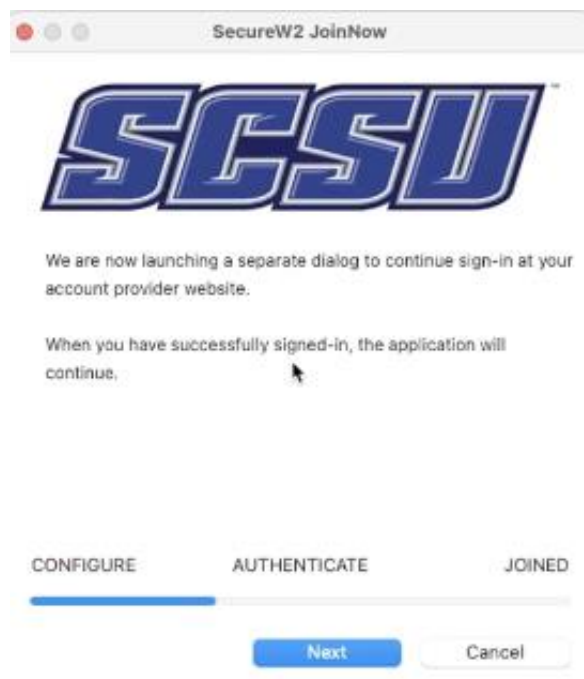 SecureW2 JoinNow
SCSU
™
We are now launching a separate dialog to continue sign-in at your
account provider website.
When you have successfully signed-in, the application will
continue.
CONFIGURE AUTHENTICATE JOINED
Next Cancel